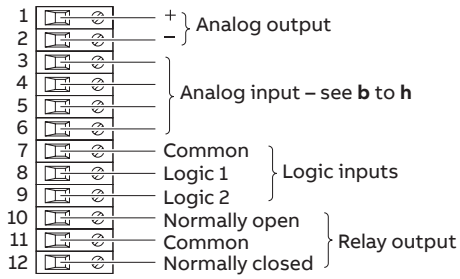 1 +
2 – Analog output
3
4
5 Analog input – see b to h
6
7 Common
8 Logic 1 Logic inputs
9 Logic 2
10 Normally open
11 Common Relay output
12 Normally closed